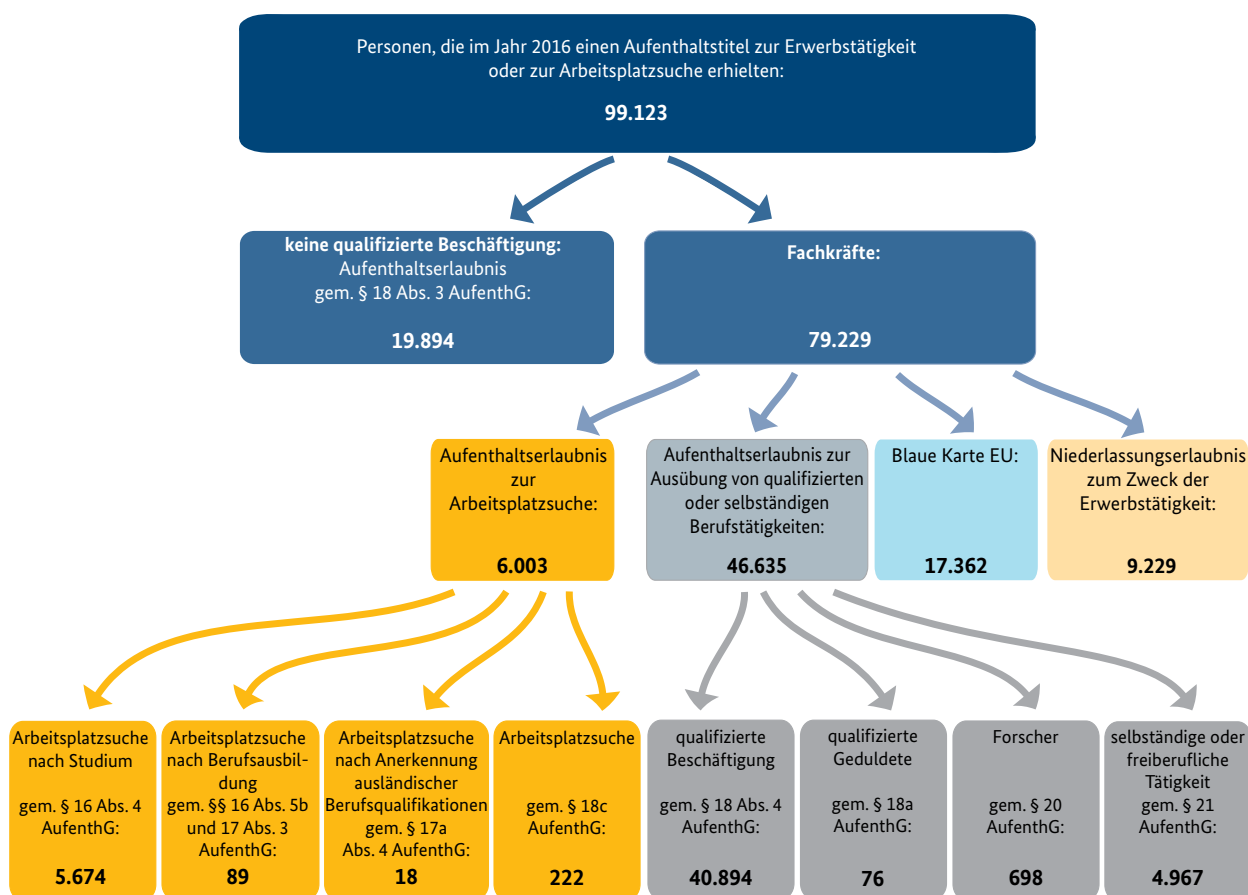 Personen, die im Jahr 2016 einen Aufenthaltstitel zur Erwerbstätigkeit
oder zur Arbeitsplatzsuche erhielten:
99.123
keine qualifizierte Beschäftigung:
Aufenthaltserlaubnis
gem. § 18 Abs. 3 AufenthG:
19.894
Fachkräfte:
79.229
Aufenthaltserlaubnis
zur
Arbeitsplatzsuche:
6.003
Aufenthaltserlaubnis zur
Ausübung von qualifizierten
oder selbständigen
Berufstätigkeiten:
46.635
Blaue Karte EU:
17.362
Niederlassungserlaubnis
zum Zweck der
Erwerbstätigkeit:
9.229
Arbeitsplatzsuche
nach Studium
gem. § 16 Abs. 4
AufenthG:
5.674
Arbeitsplatzsuche
nach Berufsausbil-
dung
gem. §§ 16 Abs. 5b
und 17 Abs. 3
AufenthG:
89
Arbeitsplatzsuche
nach Anerkennung
ausländischer
Berufsqualifikationen
gem. § 17a
Abs. 4 AufenthG:
18
Arbeitsplatzsuche
gem. § 18c
AufenthG:
222
qualifizierte
Beschäftigung
gem. § 18 Abs. 4
AufenthG:
40.894
qualifizierte
Geduldete
gem. § 18a
AufenthG:
76
Forscher
gem. § 20
AufenthG:
698
selbständige oder
freiberufliche
Tätigkeit
gem. § 21
AufenthG:
4.967